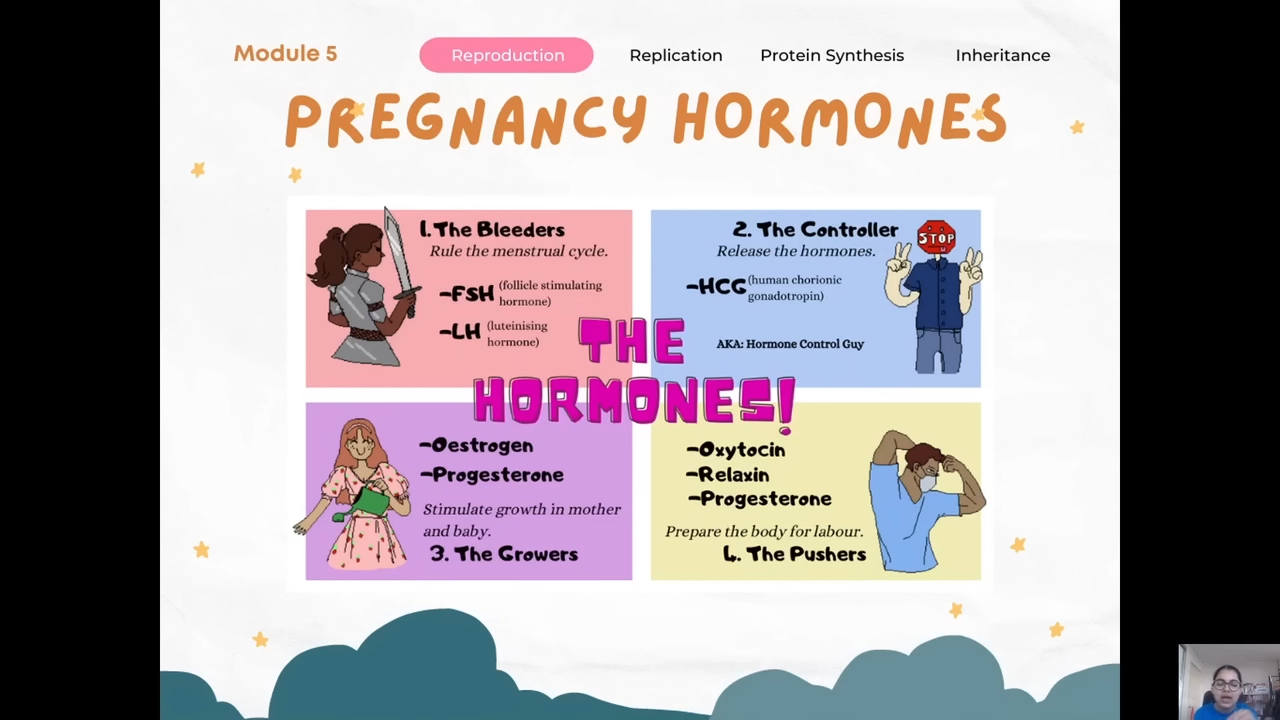 Module 5
Reproduction
Replication
Protein Synthesis
Inheritance
PREGNANCY HORMONES
1. The Bleeders
Rule the menstrual cycle.
-FSH (follicle stimulating
hormone)
-LH (luteinising
hormone)
2. The Controller
Release the hormones.
-HCG (human chorionic
gonadotropin)
AKA: Hormone Control Guy
STOP
THE
HORMONES!
-Oestrogen
-Progesterone
Stimulate growth in mother
and baby.
3. The Growers
-Oxytocin
-Relaxin
-Progesterone
Prepare the body for labour.
4. The Pushers